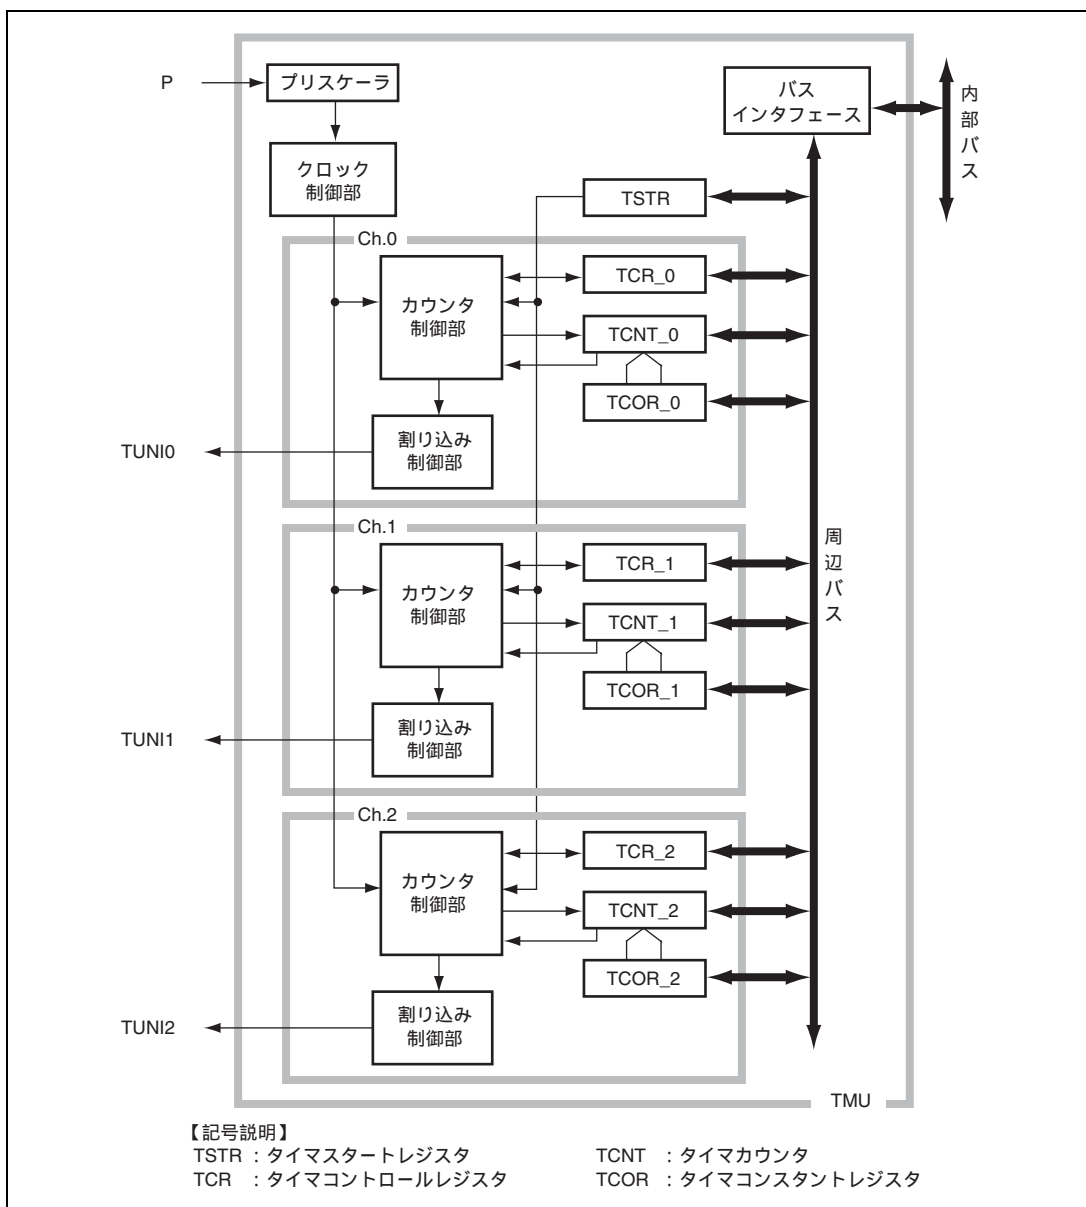 P
プリスケーラ
バス
インタフェース
内部バス
クロック
制御部
TSTR
Ch.0
カウンタ
制御部
TCR_0
TCNT_0
TCOR_0
割り込み
制御部
TUNI0
Ch.1
カウンタ
制御部
TCR_1
TCNT_1
TCOR_1
周辺バス
割り込み
制御部
TUNI1
Ch.2
カウンタ
制御部
TCR_2
TCNT_2
TCOR_2
割り込み
制御部
TUNI2
TMU
【記号説明】
TSTR : タイマスタートレジスタ
TCNT : タイマカウンタ
TCR : タイマコントロールレジスタ
TCOR : タイマコンスタントレジスタ